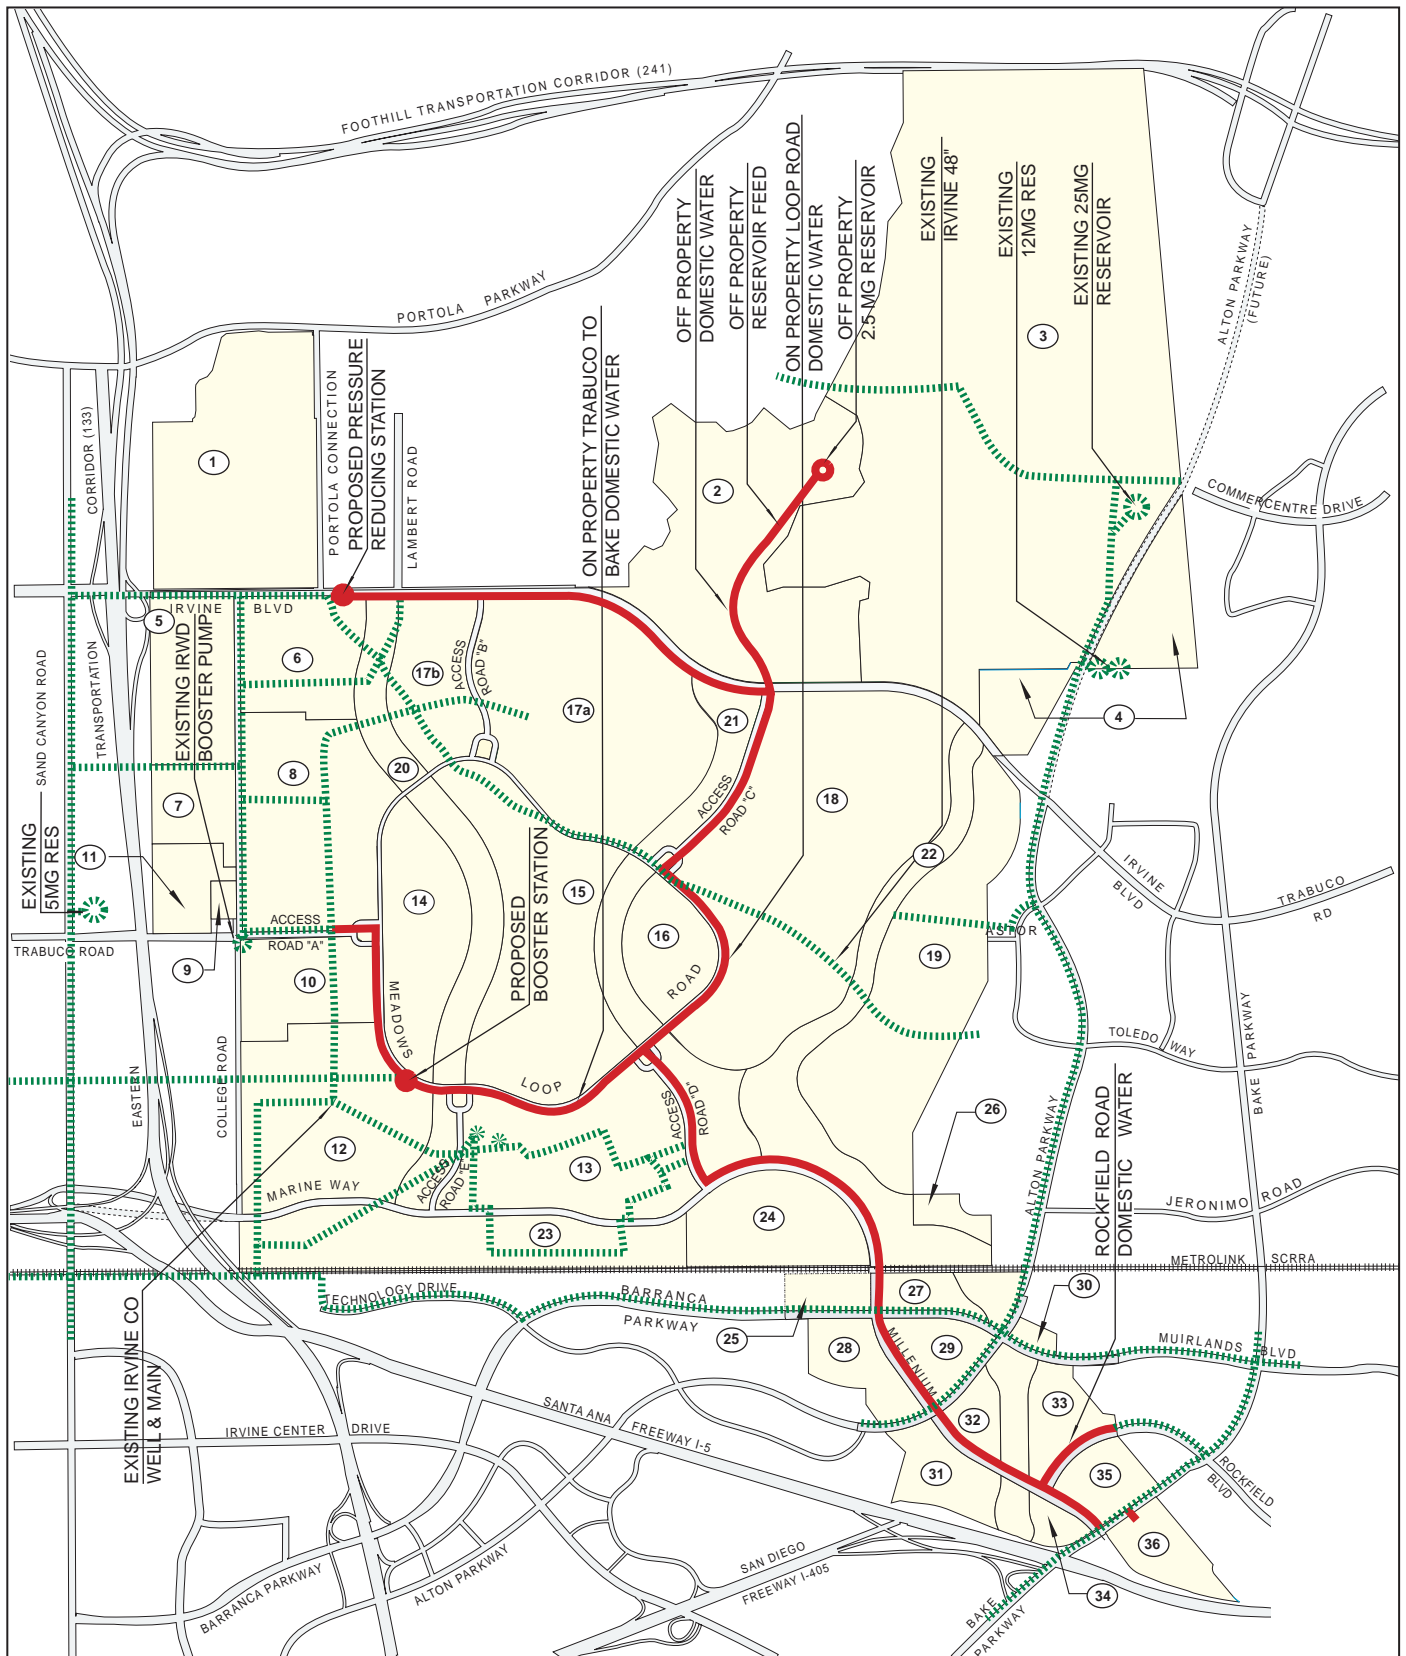 FOOTHILL TRANSPORTATION CORRIDOR (241)
PORTOLA PARKWAY
OFF PROPERTY
DOMESTIC WATER
OFF PROPERTY
RESERVOIR FEED
ON PROPERTY LOOP ROAD
DOMESTIC WATER
OFF PROPERTY
2.5 MG RESERVOIR
EXISTING
IRVINE 48"
EXISTING
12MG RES
EXISTING 25MG
RESERVOIR
ALTON PARKWAY
(FUTURE)
3
PORTOLA CONNECTION
PROPOSED PRESSURE
REDUCING STATION
LAMBERT ROAD
ON PROPERTY TRABUCO TO
BAKE DOMESTIC WATER
CORRIDOR (133)
1
2
COMMERCENTRE DRIVE
IRVINE BLVD
5
EXISTING IRWD
BOOSTER PUMP
6
17b
ACCESS
ROAD "B"
17a
21
4
SAND CANYON ROAD
TRANSPORTATION
7
8
20
ACCESS
ROAD "C"
18
EXISTING
5MG RES
11
22
IRVINE
BLVD
TRABUCO
RD
14
PROPOSED
BOOSTER STATION
15
16
ACCESS
ROAD "A"
TRABUCO ROAD
9
10
ASTOR
19
MEADOWS
LOOP
ROAD
TOLEDO WAY
BAKE PARKWAY
EASTERN
COLLEGE ROAD
ACCESS
ROAD "D"
ROCKFIELD ROAD
DOMESTIC WATER
26
12
13
ACCESS
ROAD "E"
MARINE WAY
23
24
ALTON PARKWAY
JERONIMO ROAD
METROLINK SCRRA
TECHNOLOGY DRIVE
BARRANCA
PARKWAY
25
27
30
28
29
MILLENIUM
MUIRLANDS BLVD
EXISTING IRVINE CO
WELL & MAIN
IRVINE CENTER DRIVE
SANTA ANA
FREEWAY I-5
32
33
31
35
ROCKFIELD
BLVD
36
34
SAN DIEGO
FREEWAY I-405
BARRANCA PARKWAY
ALTON PARKWAY
BAKE
PARKWAY